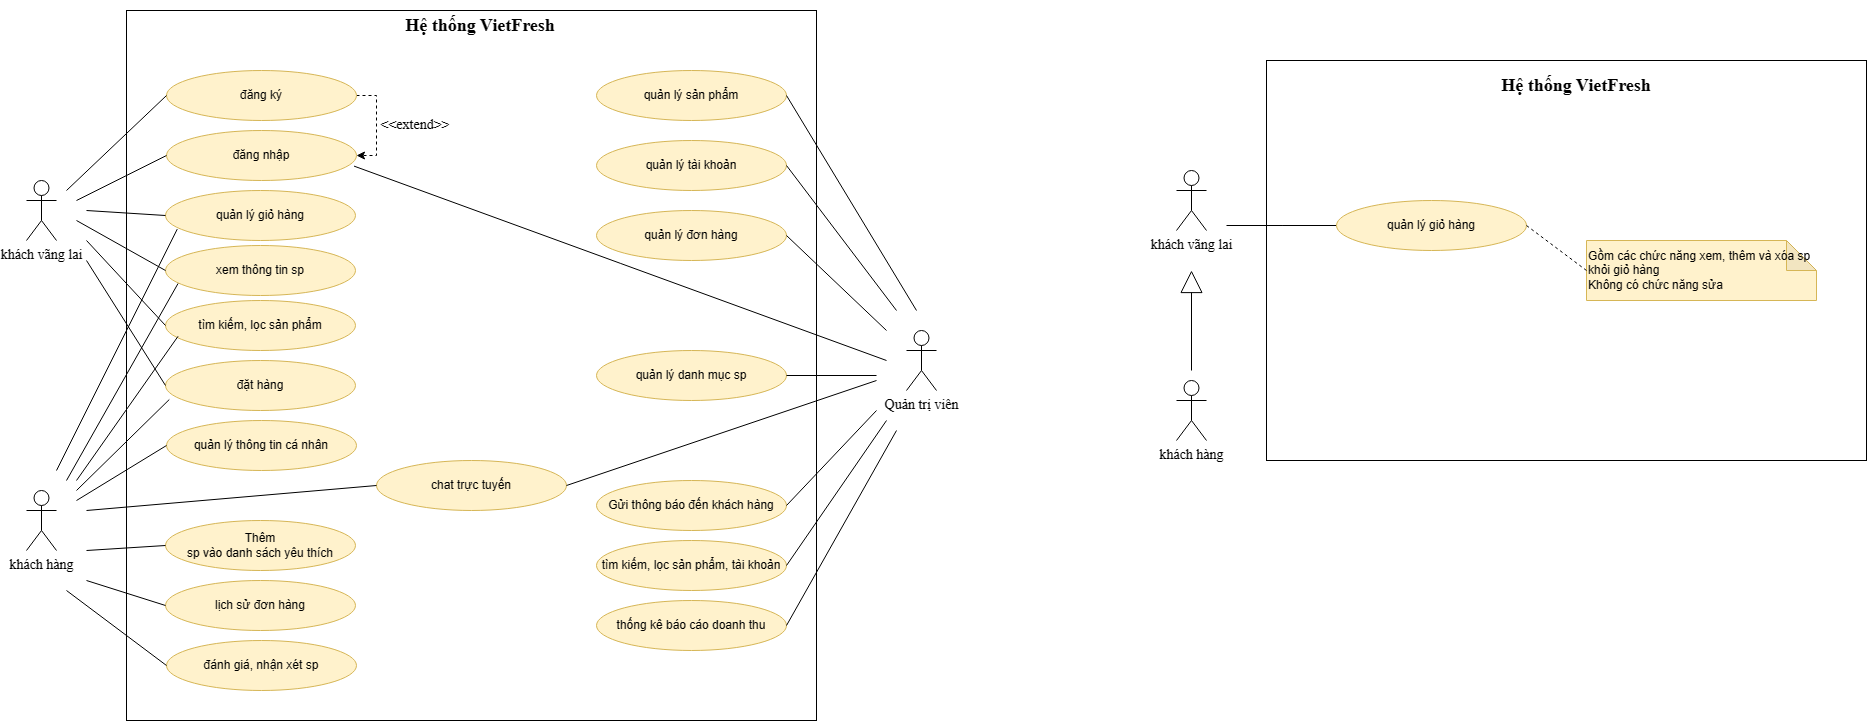 Hệ thống VietFresh
đăng ký
<<extend>>
đăng nhập
quản lý giỏ hàng
xem thông tin sp
tìm kiếm, lọc sản phẩm
đặt hàng
quản lý thông tin cá nhân
chat trực tuyến
Thêm
sp vào danh sách yêu thích
lịch sử đơn hàng
đánh giá, nhận xét sp
khách vãng lai
khách hàng
quản lý sản phẩm
quản lý tài khoản
quản lý đơn hàng
quản lý danh mục sp
Gửi thông báo đến khách hàng
tìm kiếm, lọc sản phẩm, tài khoản
thống kê báo cáo doanh thu
Quản trị viên
Hệ thống VietFresh
khách vãng lai
quản lý giỏ hàng
Gồm các chức năng xem, thêm và xóa sp
khỏi giỏ hàng
Không có chức năng sửa
khách hàng